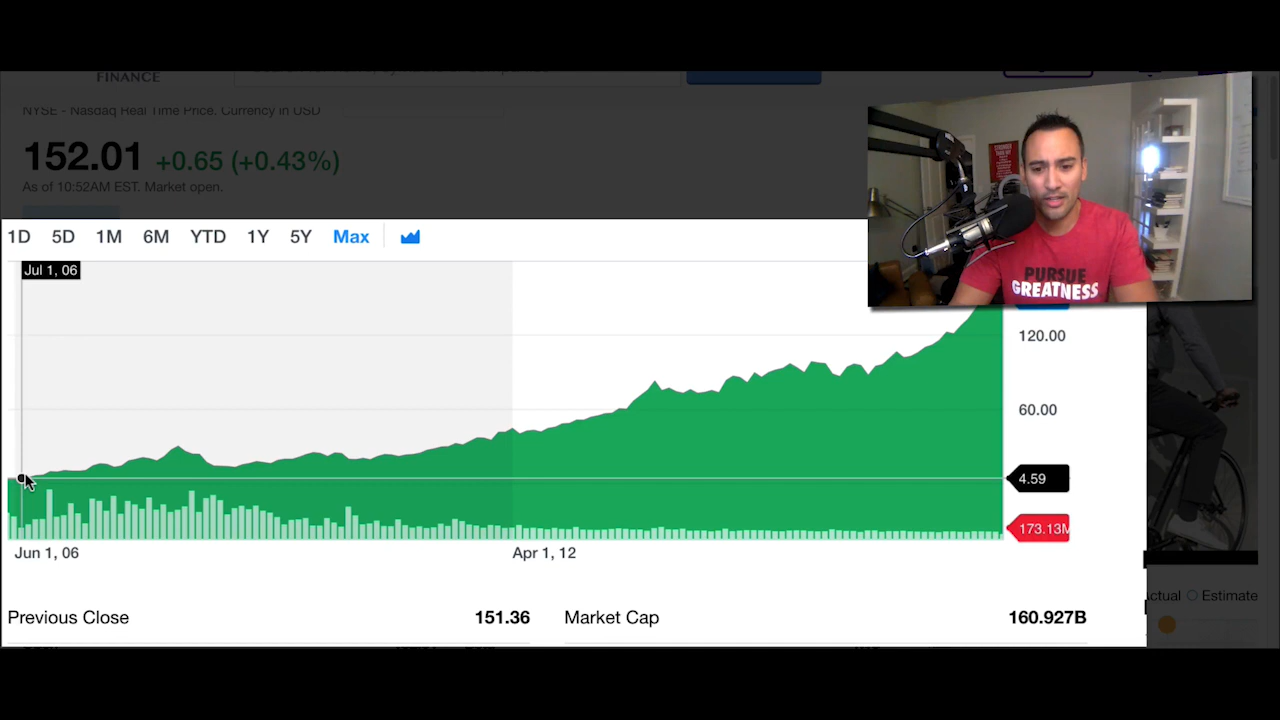 FINANCE
NYSE - Nasdaq Real Time Price. Currency in USD
152.01 +0.65 (+0.43%)
As of 10:52AM EST. Market open.
1D 5D 1M 6M YTD 1Y 5Y Max
Jul 1, 06
PURSUE
GREATNESS
120.00
60.00
4.59
173.13M
Jun 1, 06 Apr 1, 12
Previous Close 151.36 Market Cap 160.927B
Estimate